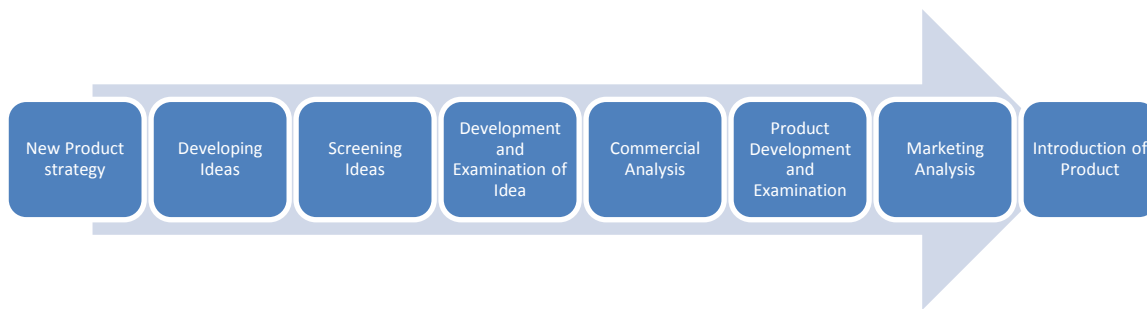 New Product
strategy
Developing
Ideas
Screening
Ideas
Development
and
Examination of
Idea
Commercial
Analysis
Product
Development
and
Examination
Marketing
Analysis
Introduction of
Product